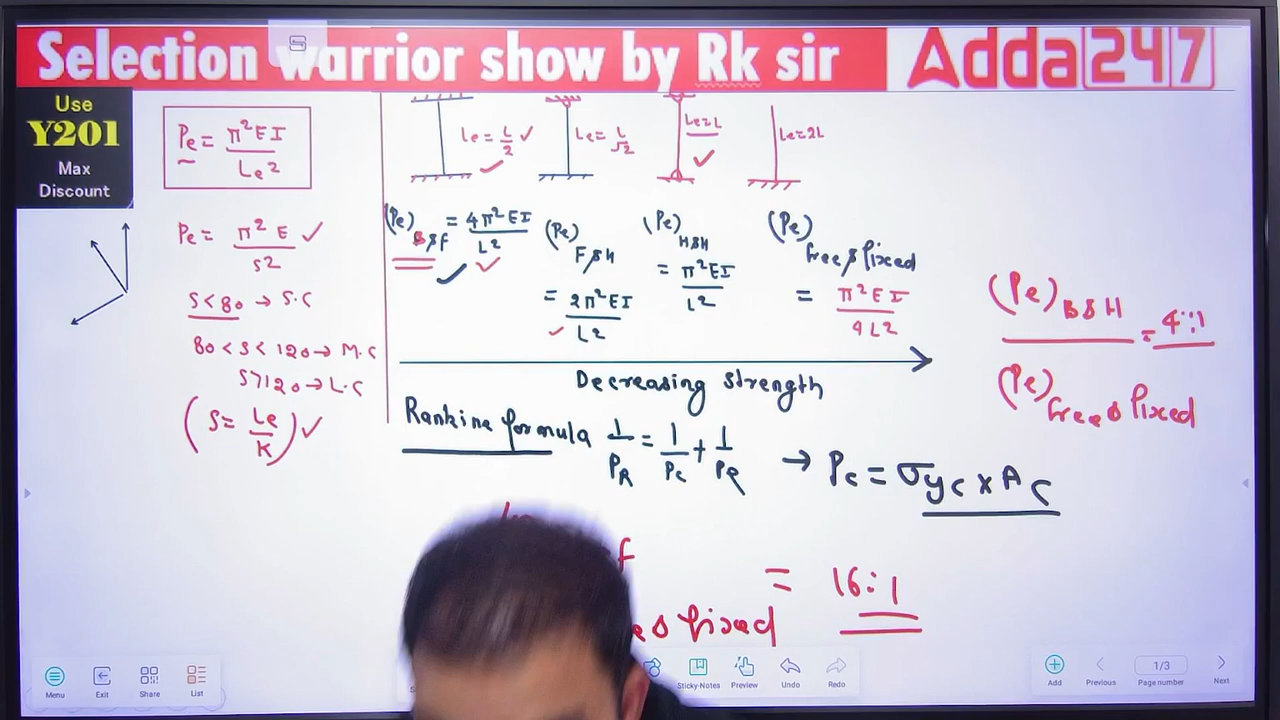 Selection warrior show by Rk sir
Adda247
Use
Y201
Max
Discount
Pe = π²EI / Le²
Pe = π² E / s² ✓
S<80 → S.C
80 < S < 120 → M.C
S>120 → L.C
(S = Le / K) ✓
Le = L/2 ✓
Le = L/√2
Le=L
✓
Le=2L
(Pe) B&F = 4π²EI / L²
(Pe) F&H = 2π²EI / L²
(Pe) H&H = π²EI / L²
(Pe) free & fixed = π²EI / 4L²
Decreasing strength
(Pe) B&H / (Pe) free & fixed = 4:1
Rankine formula 1/PR = 1/Pc + 1/Pe → Pc = σyc × Ac
f
& fixed = 16:1
Menu
Exit
Share
List
Sticky-Notes
Preview
Undo
Redo
Add
Previous
1/3
Page number
Next